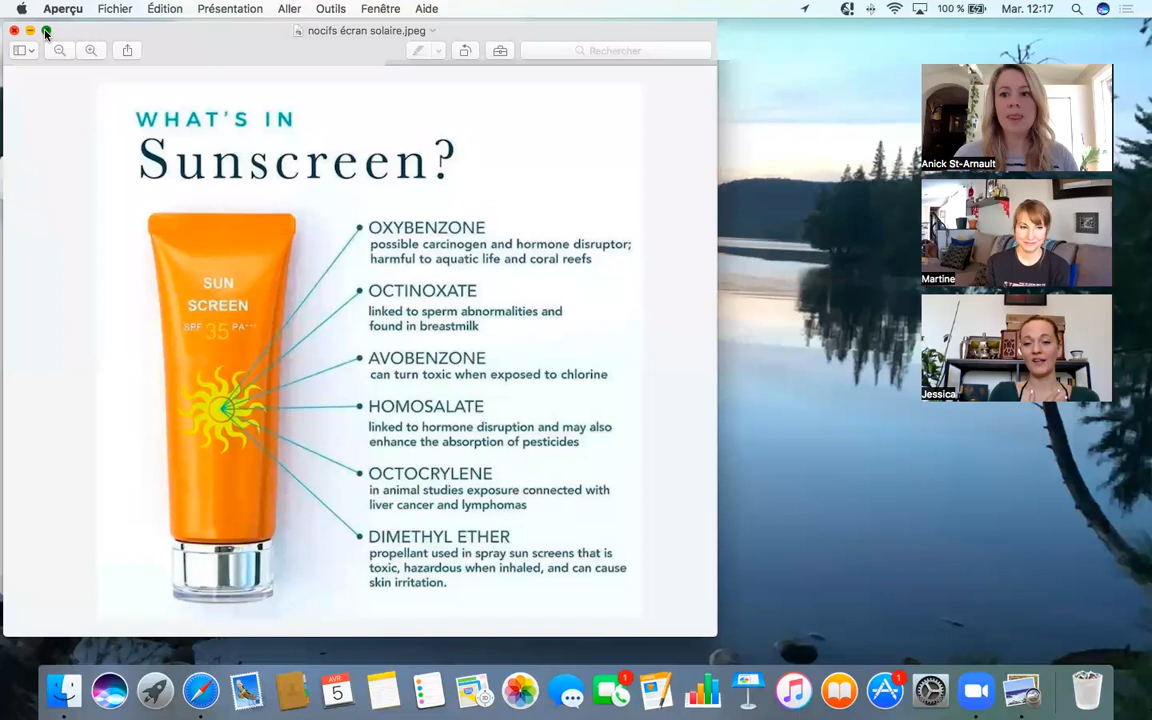 Aperçu Fichier Édition Présentation Aller Outils Fenêtre Aide
100 % Mar. 12:17
nocifs écran solaire.jpeg
Rechercher
WHAT'S IN
Sunscreen?
SUN
SCREEN
SPF 35 PA+++
OXYBENZONE
possible carcinogen and hormone disruptor;
harmful to aquatic life and coral reefs
OCTINOXATE
linked to sperm abnormalities and
found in breastmilk
AVOBENZONE
can turn toxic when exposed to chlorine
HOMOSALATE
linked to hormone disruption and may also
enhance the absorption of pesticides
OCTOCRYLENE
in animal studies exposure connected with
liver cancer and lymphomas
DIMETHYL ETHER
propellant used in spray sun screens that is
toxic, hazardous when inhaled, and can cause
skin irritation.
Anick St-Arnault
Martine
Jessica
AVR
5
1
1